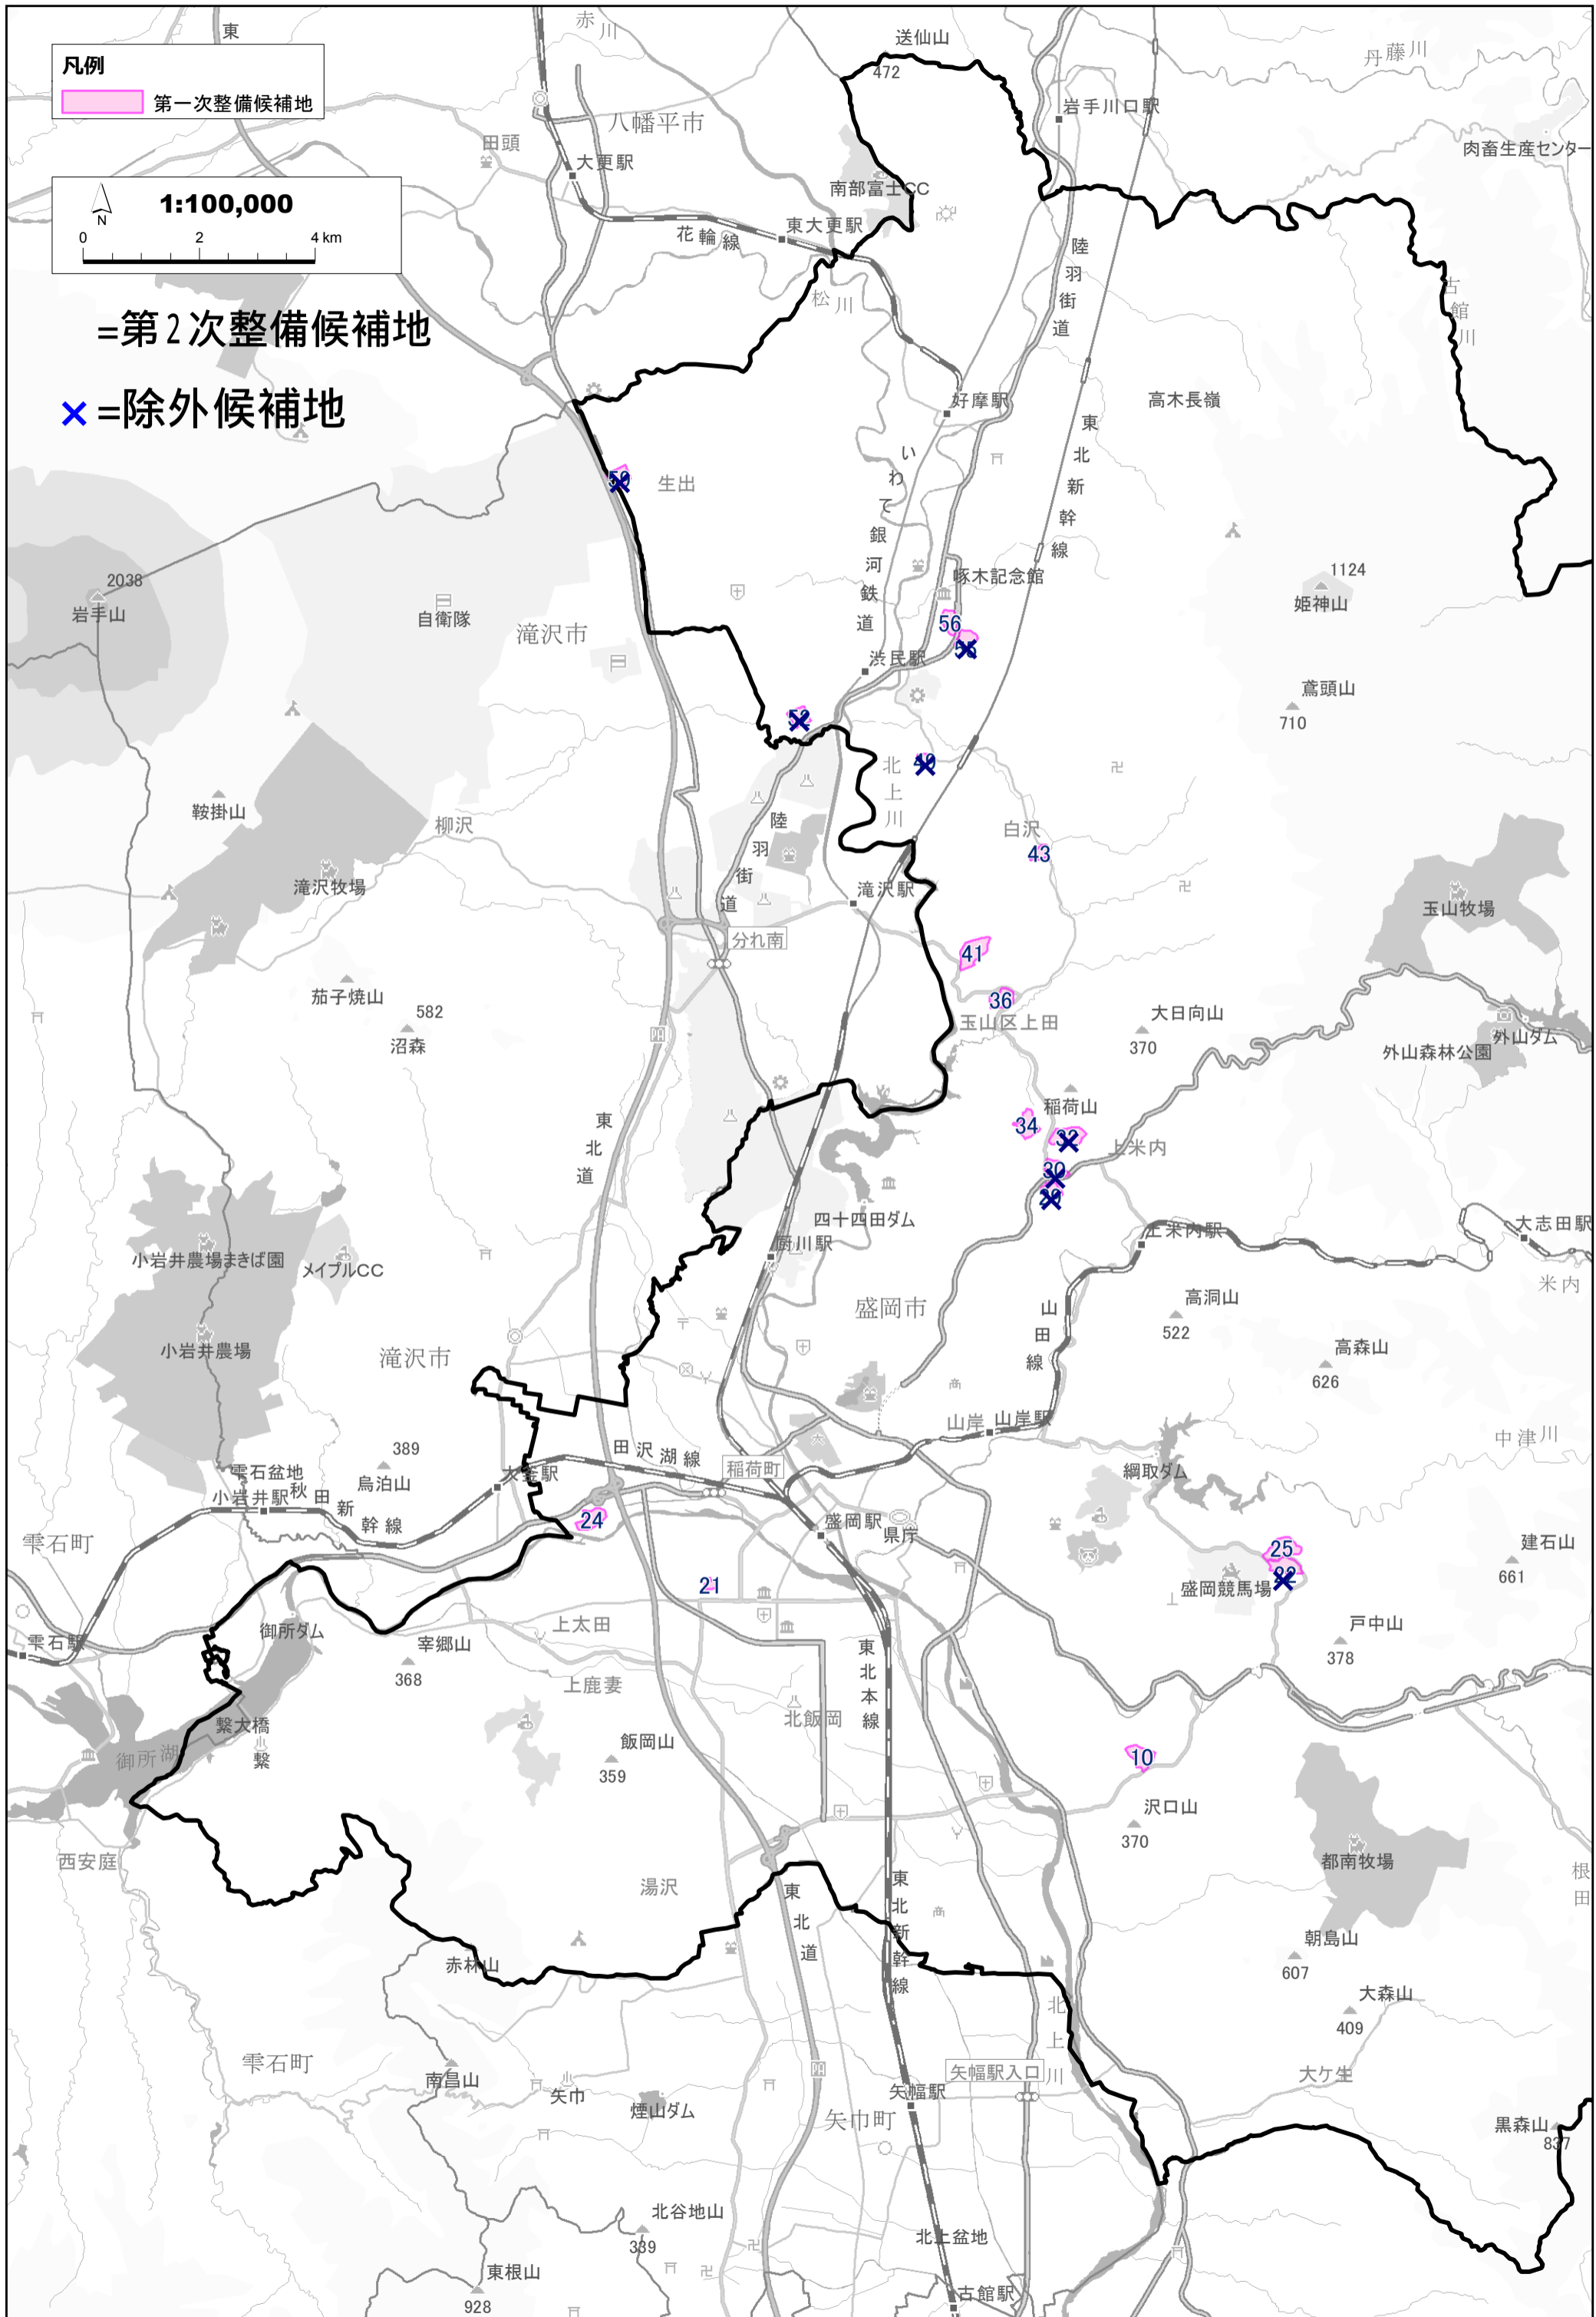 凡例
第一次整備候補地
1:100,000
N
0 2 4 km
=第2次整備候補地
× =除外候補地
東
赤川
送仙山
472
丹藤川
岩手川口駅
八幡平市
田頭
大更駅
肉畜生産センター
南部富士CC
東大更駅
花輪線
陸羽街道
松川
古館川
好摩駅
高木長嶺
東北新幹線
いわて銀河鉄道
生出
啄木記念館
2038
岩手山
自衛隊
滝沢市
1124
姫神山
56
渋民駅
鳶頭山
710
52
北上川
鞍掛山
柳沢
陸羽街道
白沢
43
滝沢牧場
滝沢駅
玉山牧場
分れ南
41
茄子焼山
582
沼森
36
玉山区上田
大日向山
370
外山ダム
外山森林公園
稲荷山
34
32
上米内
30
東北道
四十四田ダム
厨川駅
上米内駅
大志田駅
小岩井農場まきば園
メイプルCC
米内
盛岡市
高洞山
522
山田線
小岩井農場
滝沢市
高森山
626
山岸
山岸駅
中津川
389
烏泊山
田沢湖線
稲荷町
大釜駅
雫石盆地
小岩井駅
秋田新幹線
綱取ダム
24
盛岡駅
県庁
雫石町
25
22
建石山
661
盛岡競馬場
21
御所ダム
上太田
雫石駅
宰郷山
368
戸中山
378
東北本線
上鹿妻
北飯岡
繋大橋
繋
御所湖
飯岡山
359
10
沢口山
370
都南牧場
西安庭
湯沢
根田
東北道
東北新幹線
朝島山
607
赤林山
大森山
409
北上川
雫石町
南昌山
矢巾
煙山ダム
矢幅駅入口
矢幅駅
矢巾町
大ケ生
黒森山
837
北谷地山
339
北上盆地
東根山
928
古館駅